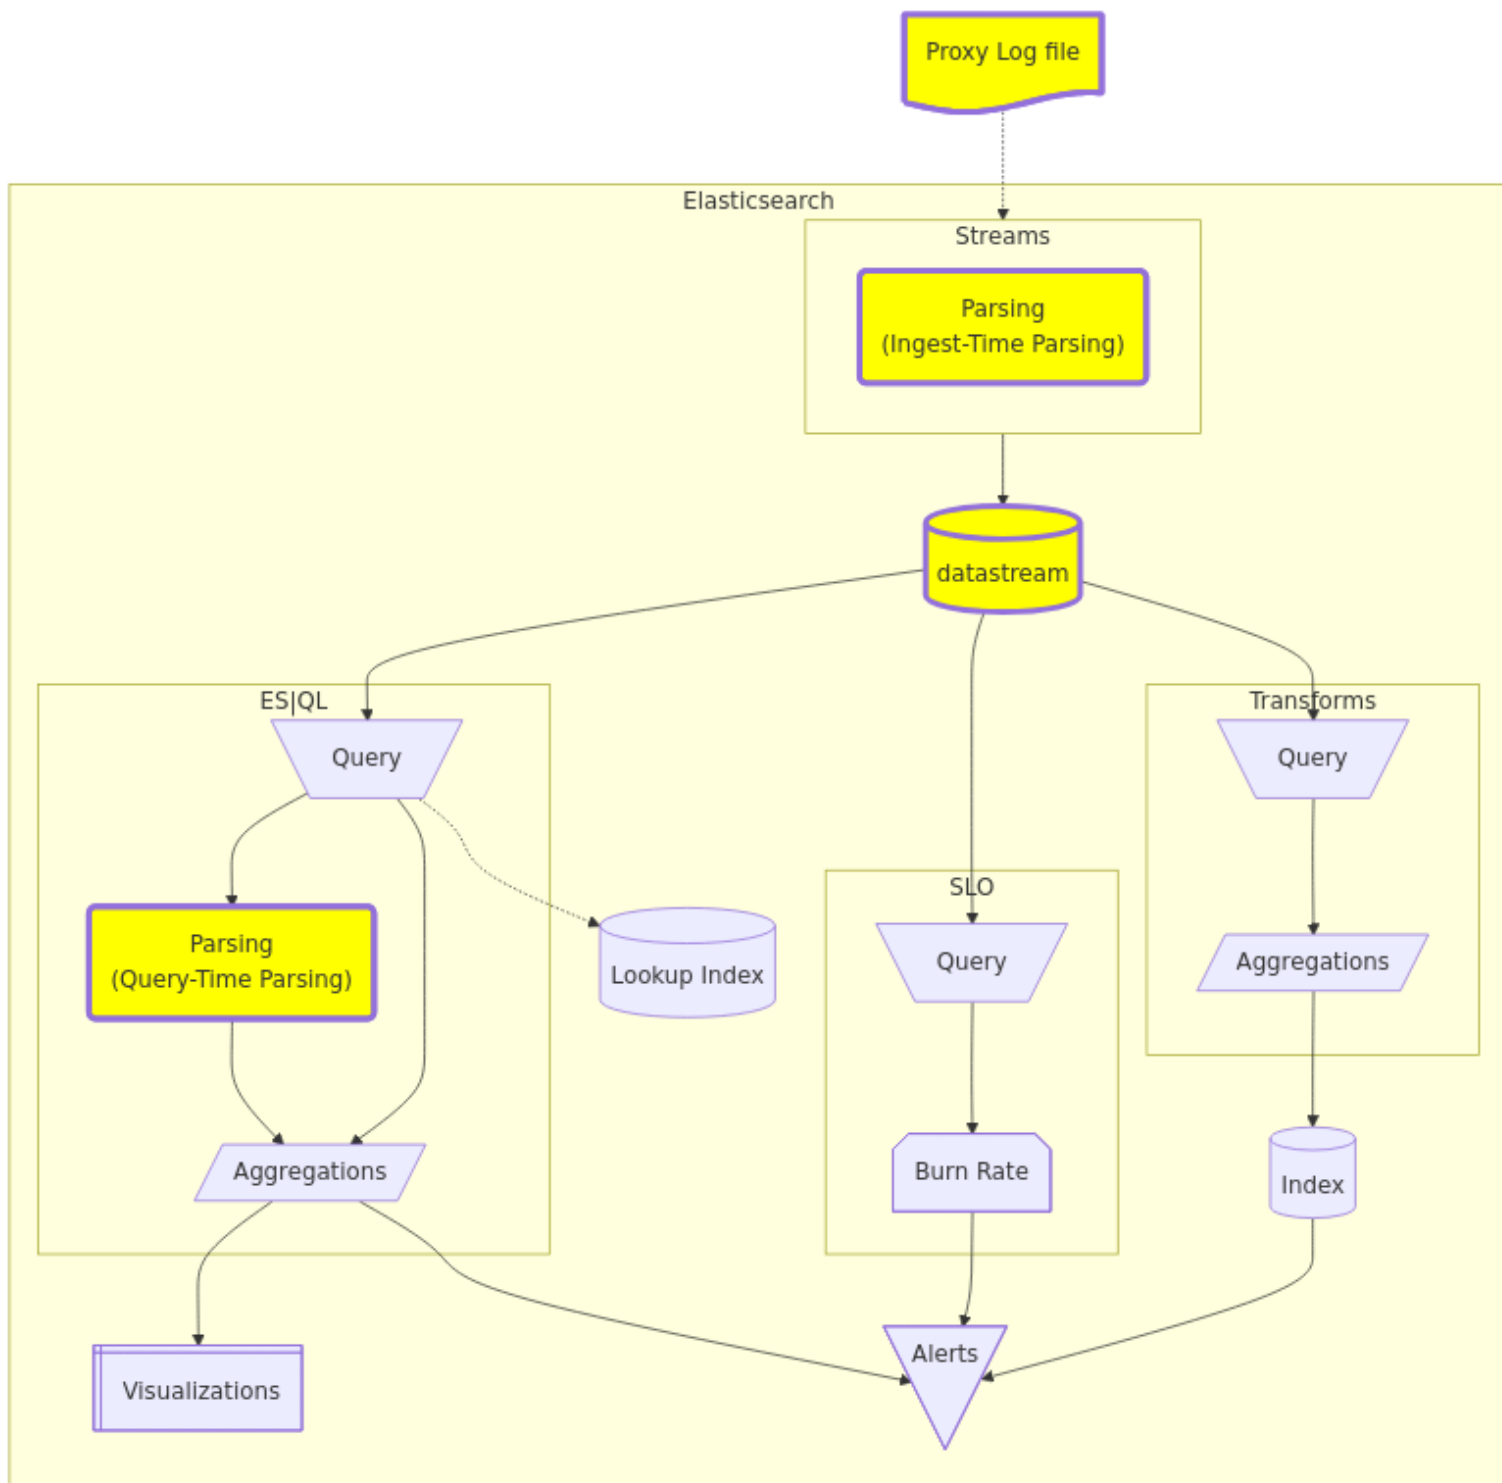 Proxy Log file
Elasticsearch
Streams
Parsing
(Ingest-Time Parsing)
datastream
ES|QL
Transforms
Query
Query
SLO
Parsing
(Query-Time Parsing)
Lookup Index
Query
Aggregations
Aggregations
Burn Rate
Index
Alerts
Visualizations